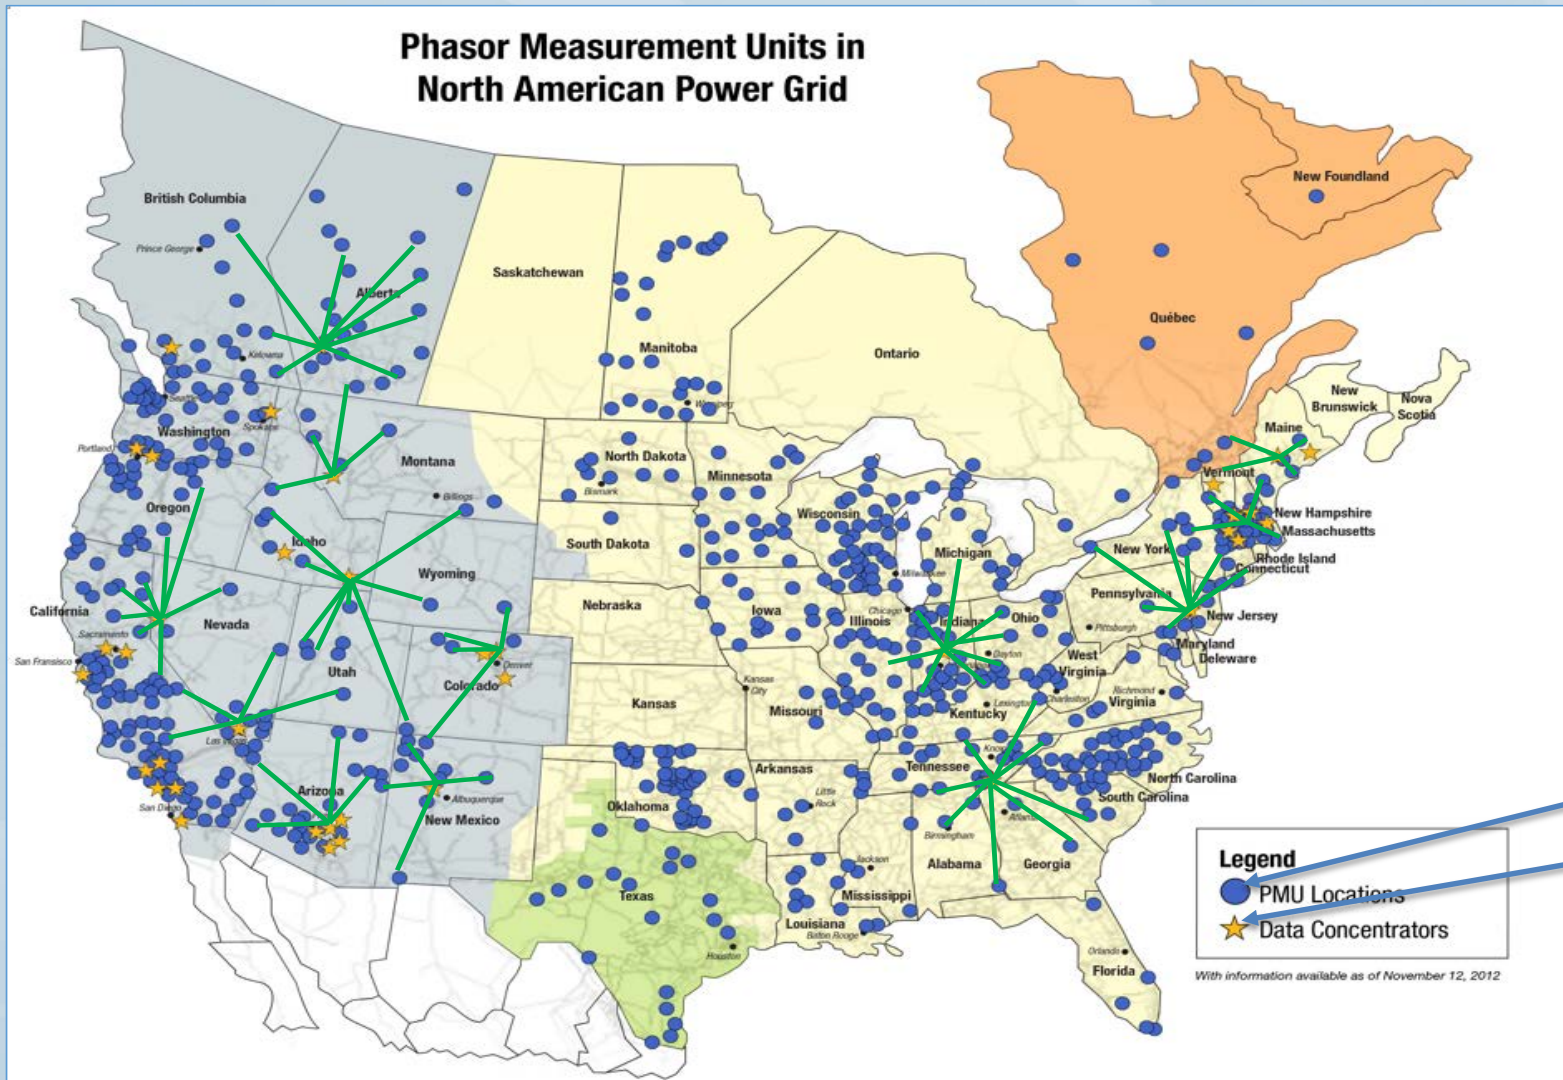 Phasor Measurement Units in
North American Power Grid
British Columbia
Prince George
Alberta
Saskatchewan
Manitoba
Winnipeg
Ontario
Québec
New Foundland
New
Brunswick
Nova
Scotia
Maine
Kelowna
Seattle
Washington
Spokane
Portland
Oregon
Montana
Billings
Idaho
Wyoming
North Dakota
Bismark
South Dakota
Minnesota
Wisconsin
Milwaukee
Michigan
Vermont
New Hampshire
Massachusetts
Rhode Island
Connecticut
New York
Pennsylvania
Pittsburgh
New Jersey
Maryland
Deleware
California
Sacramento
San Fransisco
Nevada
Utah
Colorado
Denver
Nebraska
Iowa
Chicago
Illinois
Indiana
Ohio
Dayton
West
Virginia
Charleston
Richmond
Virginia
Kansas
Kansas
City
Missouri
Lexington
Kentucky
Las Vegas
San Diego
Arizona
Albuquerque
New Mexico
Oklahoma
Arkansas
Little
Rock
Tennessee
North Carolina
South Carolina
Birmingham
Alabama
Georgia
Jackson
Mississippi
Texas
Houston
Louisiana
Baton Rouge
Orlando
Florida
Legend
PMU Locations
Data Concentrators
With information available as of November 12, 2012